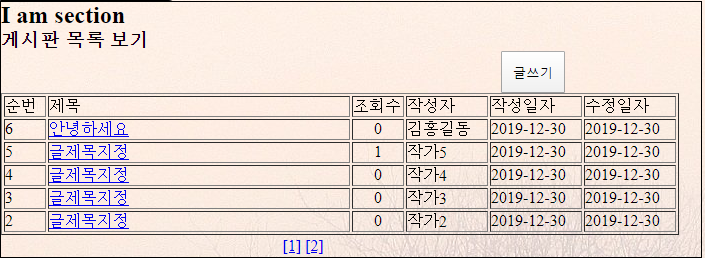 I am section
게시판 목록 보기
글쓰기
순번 제목 조회수 작성자 작성일자 수정일자
6 안녕하세요 0 김홍길동 2019-12-30 2019-12-30
5 글제목지정 1 작가5 2019-12-30 2019-12-30
4 글제목지정 0 작가4 2019-12-30 2019-12-30
3 글제목지정 0 작가3 2019-12-30 2019-12-30
2 글제목지정 0 작가2 2019-12-30 2019-12-30
[1] [2]